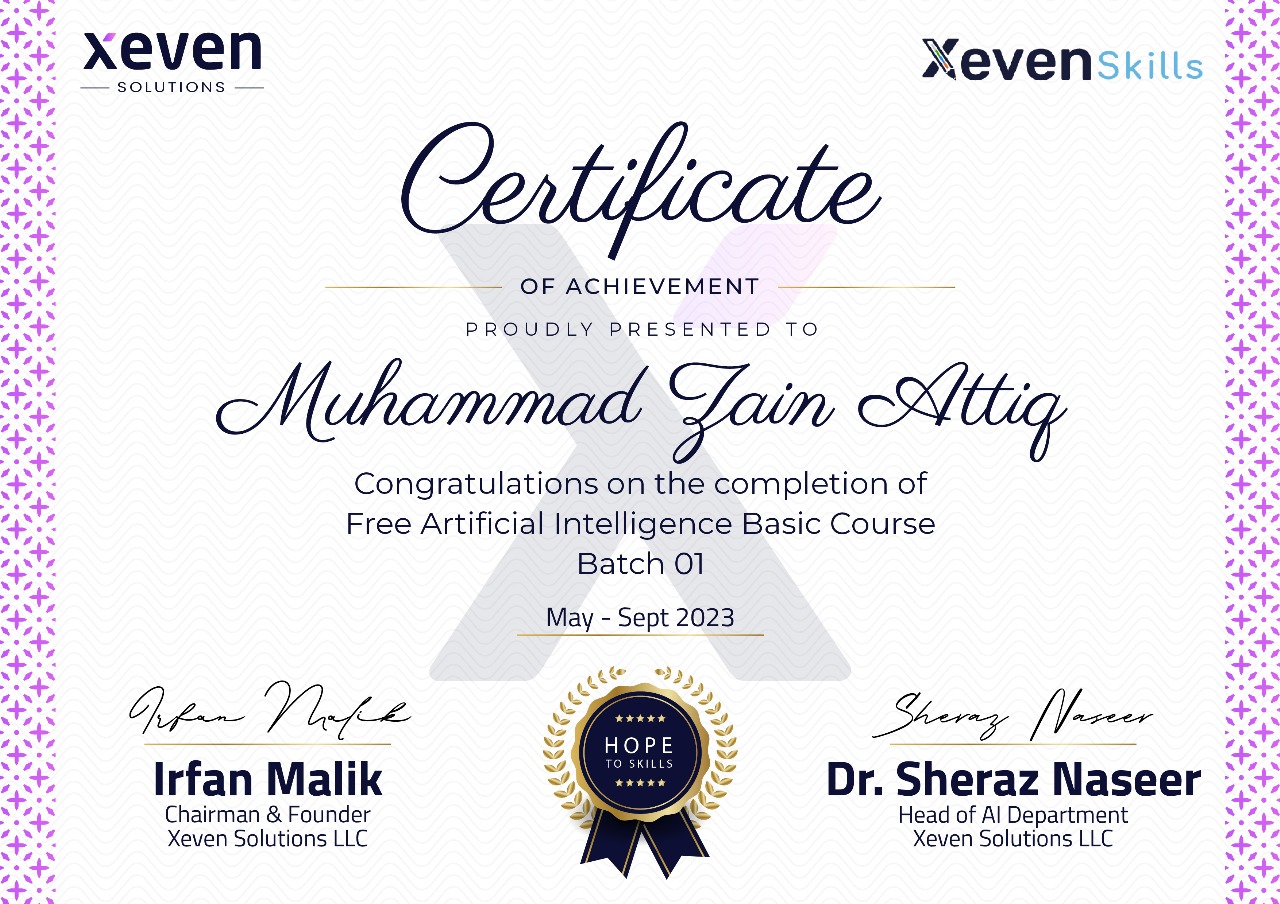 xeven
SOLUTIONS
XevenSkills
Certificate
OF ACHIEVEMENT
PROUDLY PRESENTED TO
Muhammad Zain Attiq
Congratulations on the completion of
Free Artificial Intelligence Basic Course
Batch 01
May - Sept 2023
Irfan Malik
Irfan Malik
Chairman & Founder
Xeven Solutions LLC
HOPE
TO SKILLS
Sheraz Naseer
Dr. Sheraz Naseer
Head of AI Department
Xeven Solutions LLC